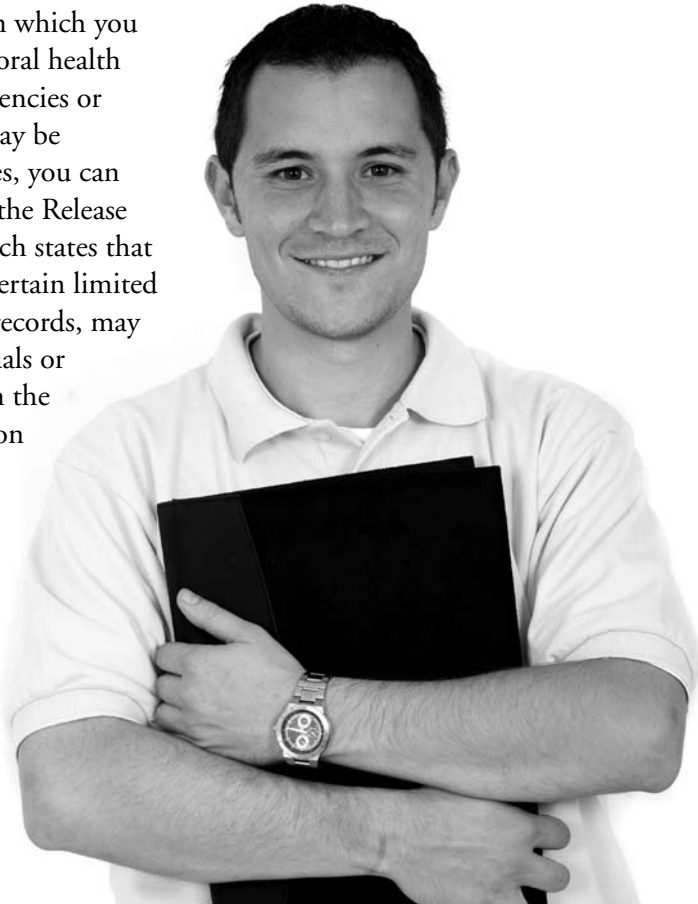 n which you
oral health
encies or
ay be
es, you can
the Release
ch states that
ertain limited
records, may
als or
n the
on